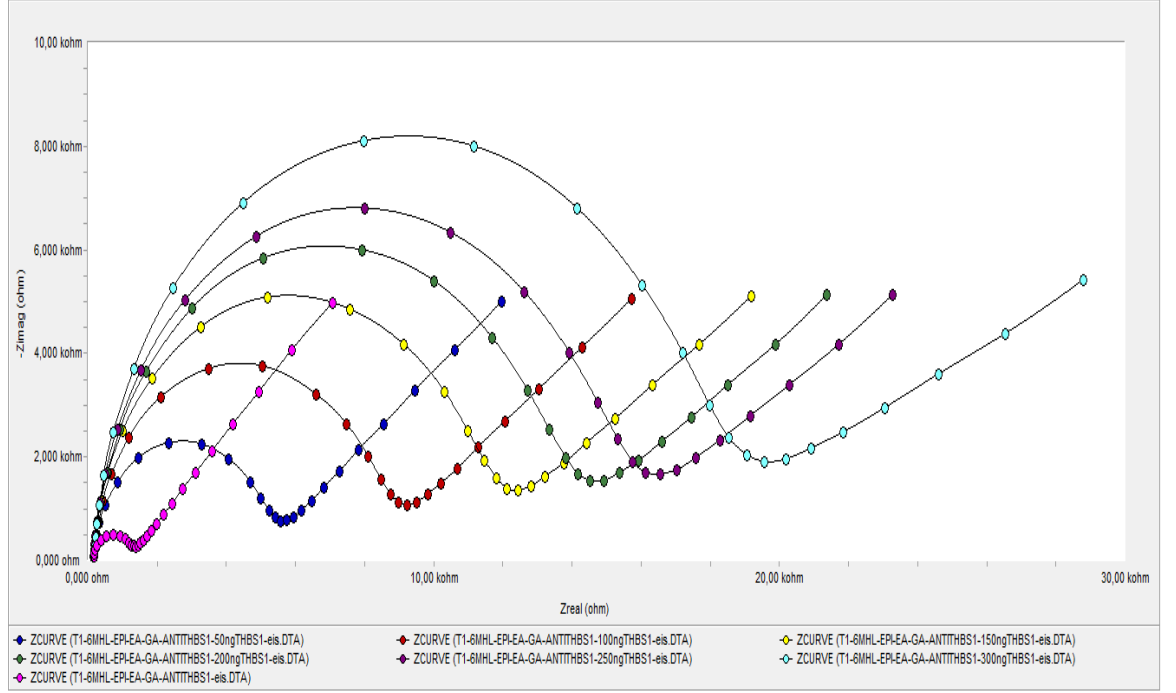 10,00 kohm
8,000 kohm
6,000 kohm
4,000 kohm
2,000 kohm
0,000 ohm
-Zimag (ohm)
0,000 ohm 10,00 kohm 20,00 kohm 30,00 kohm
Zreal (ohm)
ZCURVE (T1-6MHL-EPI-EA-GA-ANTITHBS1-50ngTHBS1-eis.DTA) ZCURVE (T1-6MHL-EPI-EA-GA-ANTITHBS1-100ngTHBS1-eis.DTA) ZCURVE (T1-6MHL-EPI-EA-GA-ANTITHBS1-150ngTHBS1-eis.DTA)
ZCURVE (T1-6MHL-EPI-EA-GA-ANTITHBS1-200ngTHBS1-eis.DTA) ZCURVE (T1-6MHL-EPI-EA-GA-ANTITHBS1-250ngTHBS1-eis.DTA) ZCURVE (T1-6MHL-EPI-EA-GA-ANTITHBS1-300ngTHBS1-eis.DTA)
ZCURVE (T1-6MHL-EPI-EA-GA-ANTITHBS1-eis.DTA)